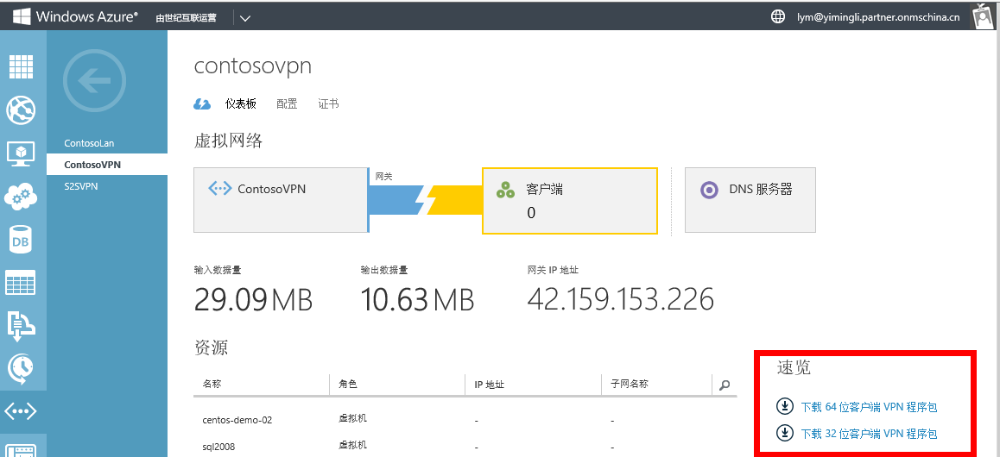 Windows Azure® 由世纪互联运营 lym@yimingli.partner.onmschina.cn
ContosoLan
ContosoVPN
S2SVPN
DB
contosovpn
仪表板 配置 证书
虚拟网络
ContosoVPN
网关
客户端
0
DNS 服务器
输入数据量 输出数据量 网关 IP 地址
29.09 MB 10.63 MB 42.159.153.226
资源
名称 角色 IP 地址 子网名称
centos-demo-02 虚拟机 - -
sql2008 虚拟机 - -
速览
下载 64 位客户端 VPN 程序包
下载 32 位客户端 VPN 程序包